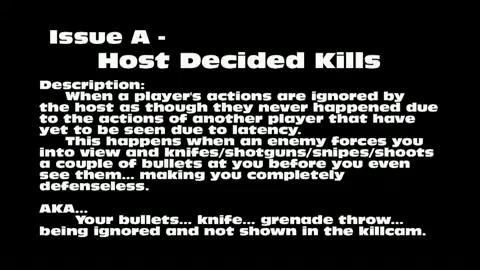 Issue A -
Host Decided Kills
Description:
When a player's actions are ignored by
the host as though they never happened due
to the actions of another player that have
yet to be seen due to latency.
This happens when an enemy forces you
into view and knifes/shotguns/snipes/shoots
a couple of bullets at you before you even
see them... making you completely
defenseless.
AKA...
Your bullets... knife... grenade throw...
being ignored and not shown in the killcam.